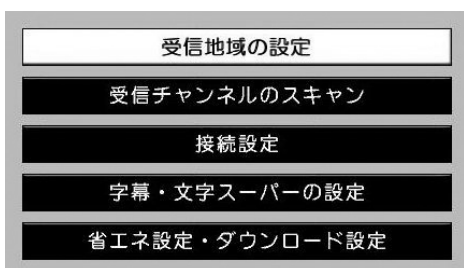 受信地域の設定
受信チャンネルのスキャン
接続設定
字幕・文字スーパーの設定
省エネ設定・ダウンロード設定